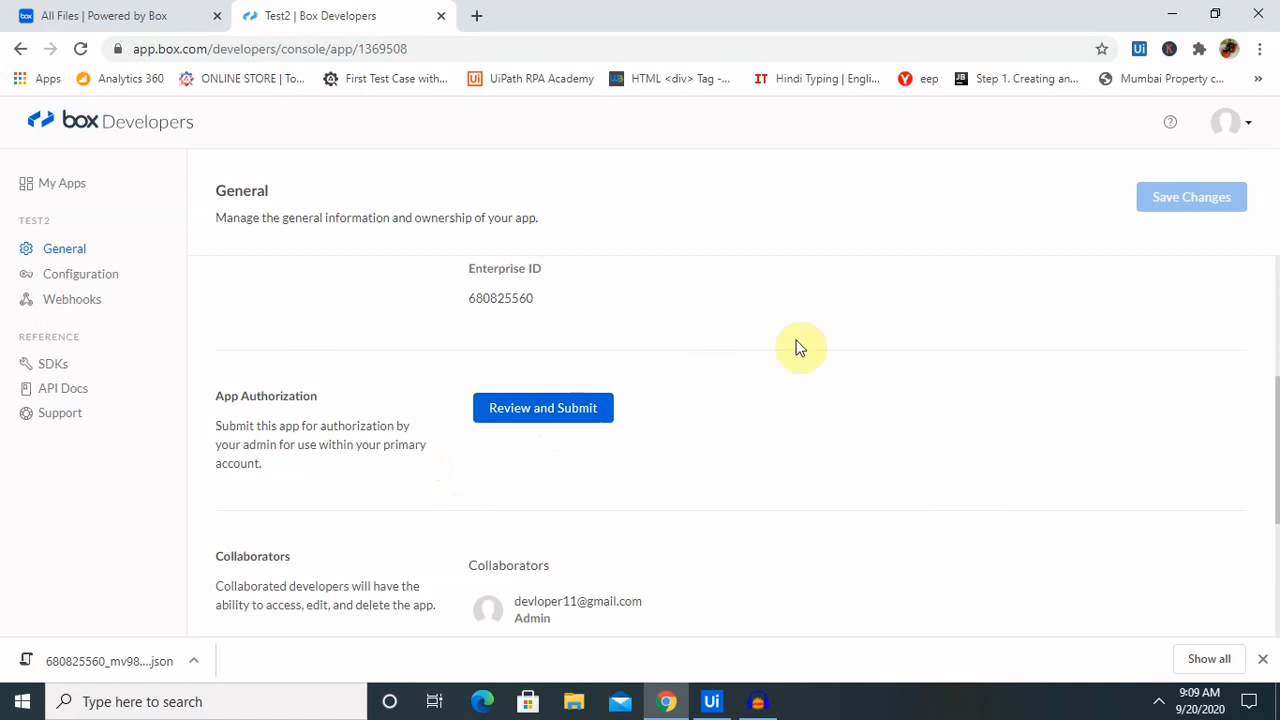 All Files | Powered by Box
Test2 | Box Developers
app.box.com/developers/console/app/1369508
Apps
Analytics 360
ONLINE STORE | To...
First Test Case with...
UiPath RPA Academy
HTML <div> Tag -...
Hindi Typing | Engli...
eep
Step 1. Creating an...
Mumbai Property c...
»
box Developers
My Apps
TEST2
General
Configuration
Webhooks
REFERENCE
SDKs
API Docs
Support
General
Manage the general information and ownership of your app.
Save Changes
Enterprise ID
680825560
App Authorization
Submit this app for authorization by
your admin for use within your primary
account.
Review and Submit
Collaborators
Collaborated developers will have the
ability to access, edit, and delete the app.
Collaborators
devloper11@gmail.com
Admin
680825560_mv98....json
Show all
Type here to search
9:09 AM
9/20/2020